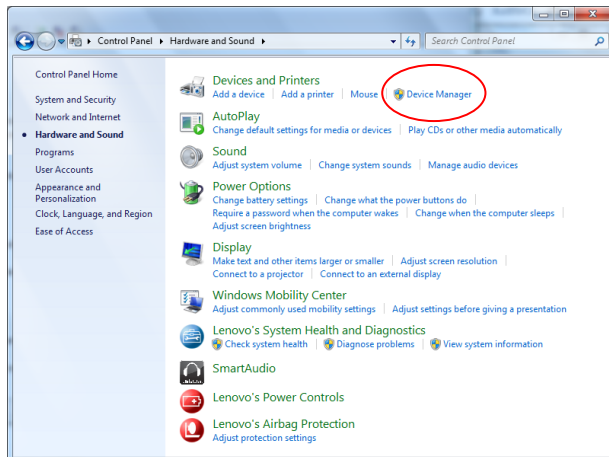 Control Panel ▸ Hardware and Sound ▸
Search Control Panel
Control Panel Home
System and Security
Network and Internet
Hardware and Sound
Programs
User Accounts
Appearance and
Personalization
Clock, Language, and Region
Ease of Access
Devices and Printers
Add a device | Add a printer | Mouse | Device Manager
AutoPlay
Change default settings for media or devices | Play CDs or other media automatically
Sound
Adjust system volume | Change system sounds | Manage audio devices
Power Options
Change battery settings | Change what the power buttons do |
Require a password when the computer wakes | Change when the computer sleeps |
Adjust screen brightness
Display
Make text and other items larger or smaller | Adjust screen resolution |
Connect to a projector | Connect to an external display
Windows Mobility Center
Adjust commonly used mobility settings | Adjust settings before giving a presentation
Lenovo's System Health and Diagnostics
Check system health | Diagnose problems | View system information
SmartAudio
Lenovo's Power Controls
Lenovo's Airbag Protection
Adjust protection settings